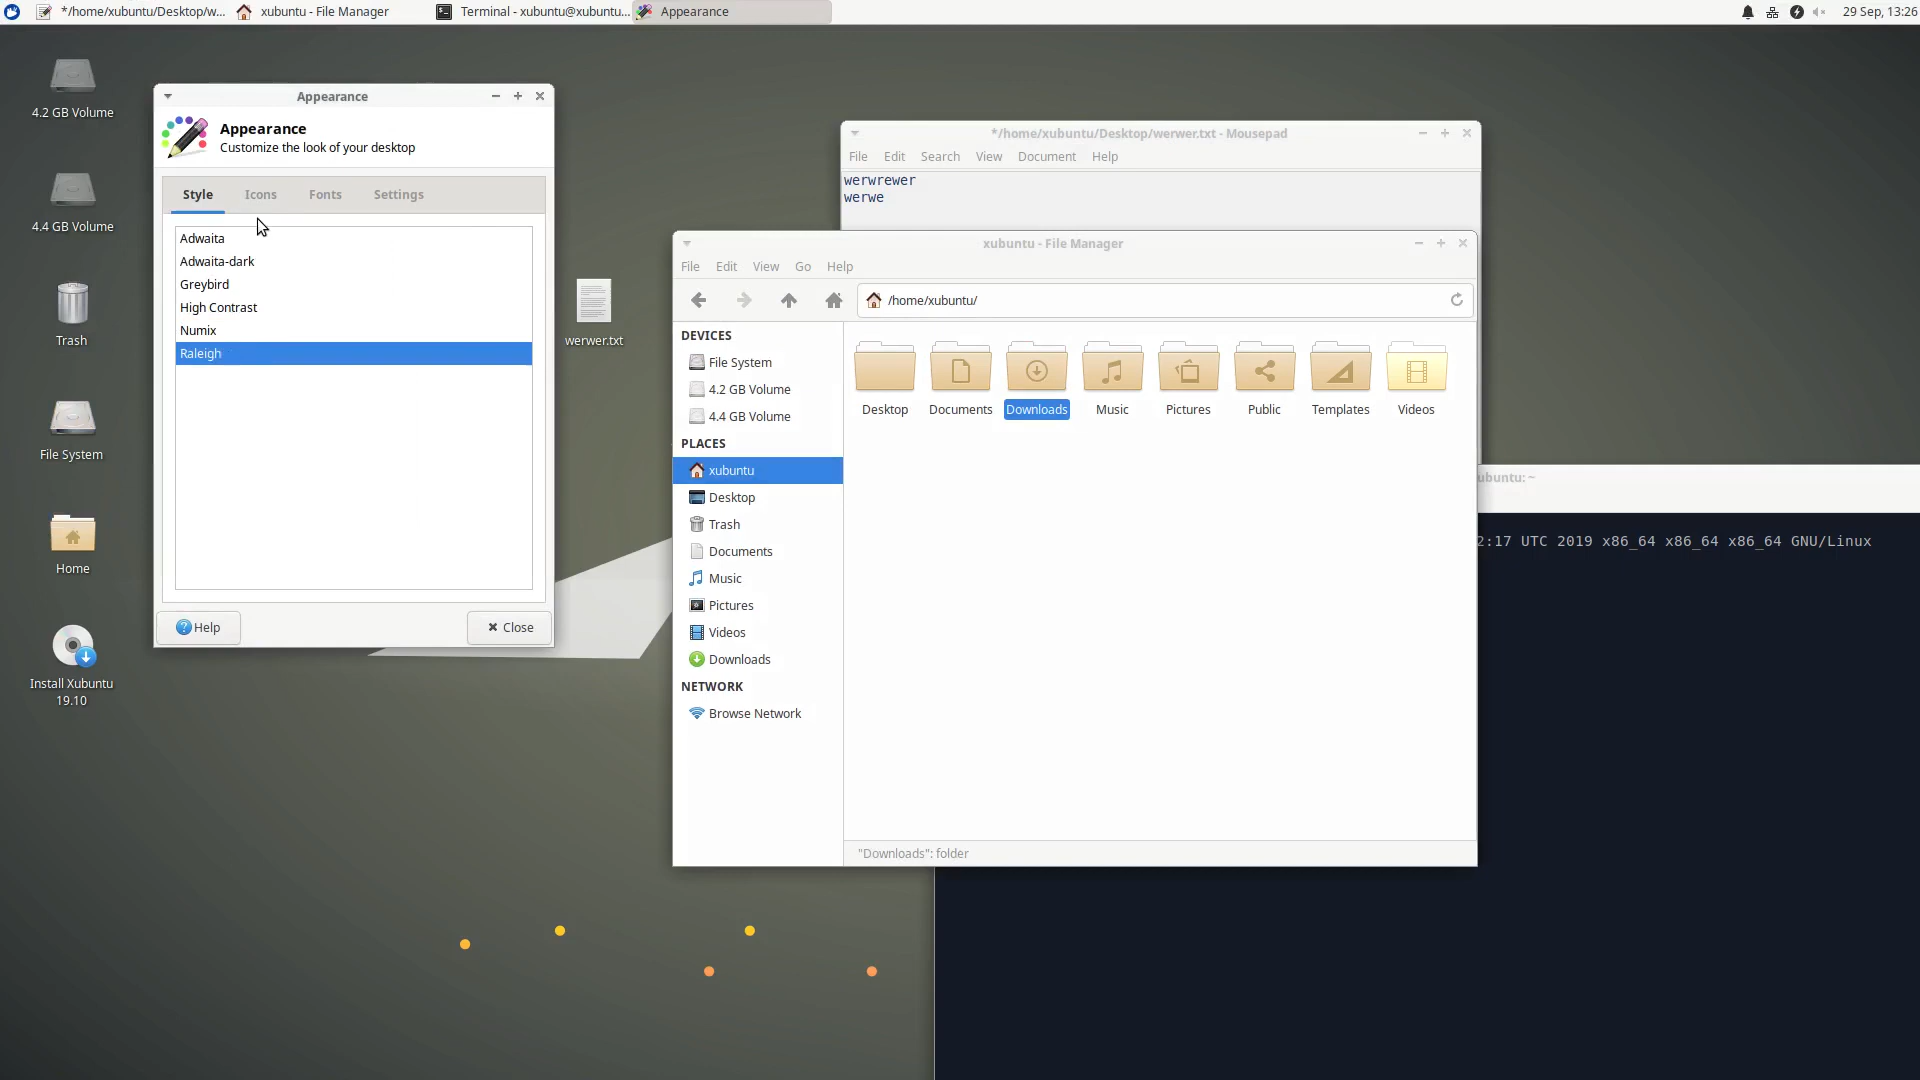 */home/xubuntu/Desktop/w...
xubuntu - File Manager
Terminal - xubuntu@xubuntu...
Appearance
29 Sep, 13:26
4.2 GB Volume
4.4 GB Volume
Trash
File System
Home
Install Xubuntu
19.10
werwer.txt
Appearance
Appearance
Customize the look of your desktop
Style
Icons
Fonts
Settings
Adwaita
Adwaita-dark
Greybird
High Contrast
Numix
Raleigh
Help
Close
*/home/xubuntu/Desktop/werwer.txt - Mousepad
File Edit Search View Document Help
werwrewer
werwe
xubuntu - File Manager
File Edit View Go Help
/home/xubuntu/
DEVICES
File System
4.2 GB Volume
4.4 GB Volume
PLACES
xubuntu
Desktop
Trash
Documents
Music
Pictures
Videos
Downloads
NETWORK
Browse Network
Desktop
Documents
Downloads
Music
Pictures
Public
Templates
Videos
"Downloads": folder
ubuntu: ~
2:17 UTC 2019 x86_64 x86_64 x86_64 GNU/Linux